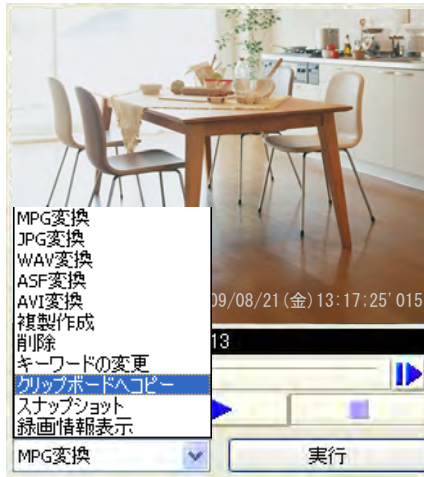 MPG変換
JPG変換
WAV変換
ASF変換
AVI変換
09/08/21(金)13:17;25'015
複製作成
削除
13
キーワードの変更
クリップボードへコピー
スナップショット
録画情報表示
MPG変換
実行